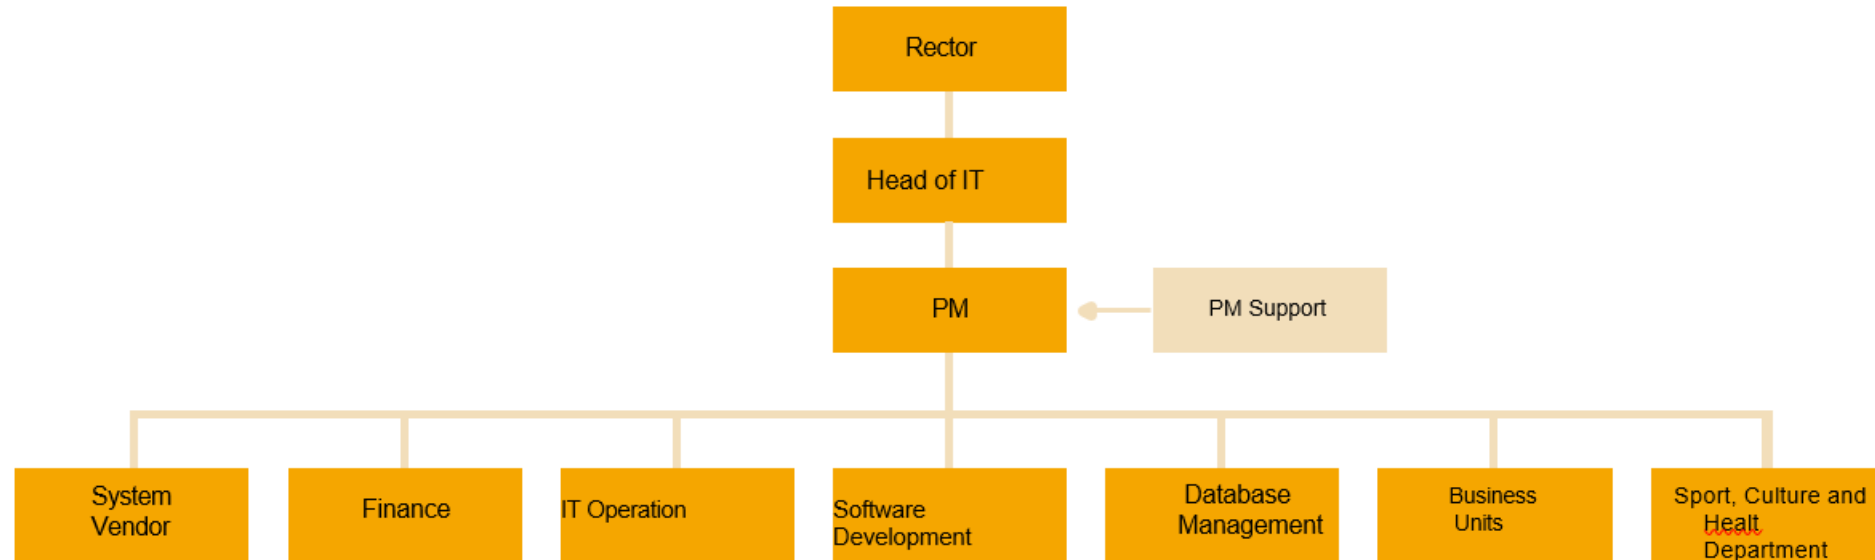 Rector
Head of IT
PM
PM Support
System
Vendor
Finance
IT Operation
Software
Development
Database
Management
Business
Units
Sport, Culture and
Healt
Department